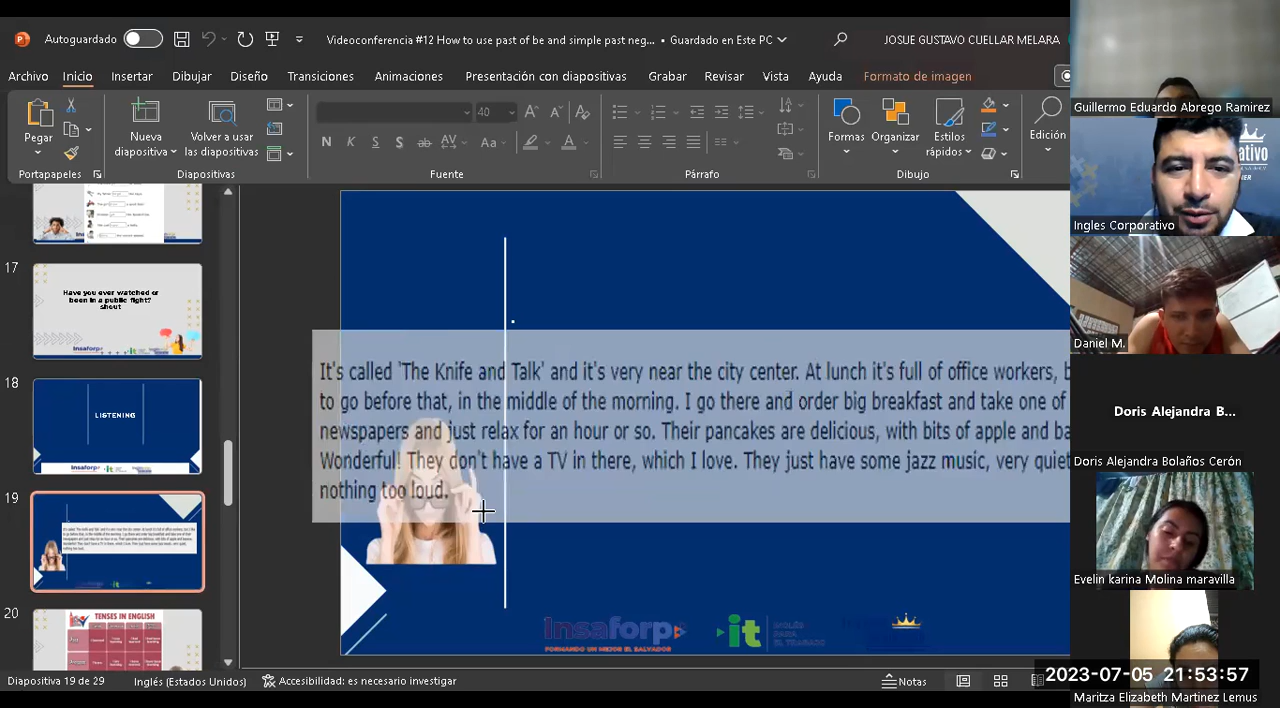 Autoguardado
Videoconferencia #12 How to use past of be and simple past neg... • Guardado en Este PC
JOSUE GUSTAVO CUELLAR MELARA
Archivo Inicio Insertar Dibujar Diseño Transiciones Animaciones Presentación con diapositivas Grabar Revisar Vista Ayuda Formato de imagen
Pegar
Nueva diapositiva
Volver a usar las diapositivas
40
N K S S ab AV Aa A
Formas
Organizar
Estilos rápidos
Edición
Portapapeles
Diapositivas
Fuente
Párrafo
Dibujo
17
Have you ever watched or
been in a public fight?
shout
Insaforp
18
LISTENING
19
20
TENSES IN ENGLISH
It's called 'The Knife and Talk' and it's very near the city center. At lunch it's full of office workers, b
to go before that, in the middle of the morning. I go there and order big breakfast and take one of
newspapers and just relax for an hour or so. Their pancakes are delicious, with bits of apple and ba
Wonderful! They don't have a TV in there, which I love. They just have some jazz music, very quiet
nothing too loud.
Insaforp
FORMANDO UN MEJOR EL SALVADOR
it
INGLÉS
PARA
EL TRABAJO
Diapositiva 19 de 29
Inglés (Estados Unidos)
Accesibilidad: es necesario investigar
Notas
Guillermo Eduardo Abrego Ramirez
ativo
Ingles Corporativo
Daniel M.
Doris Alejandra B...
Doris Alejandra Bolaños Cerón
Evelin karina Molina maravilla
2023-07-05 21:53:57
Maritza Elizabeth Martinez Lemus